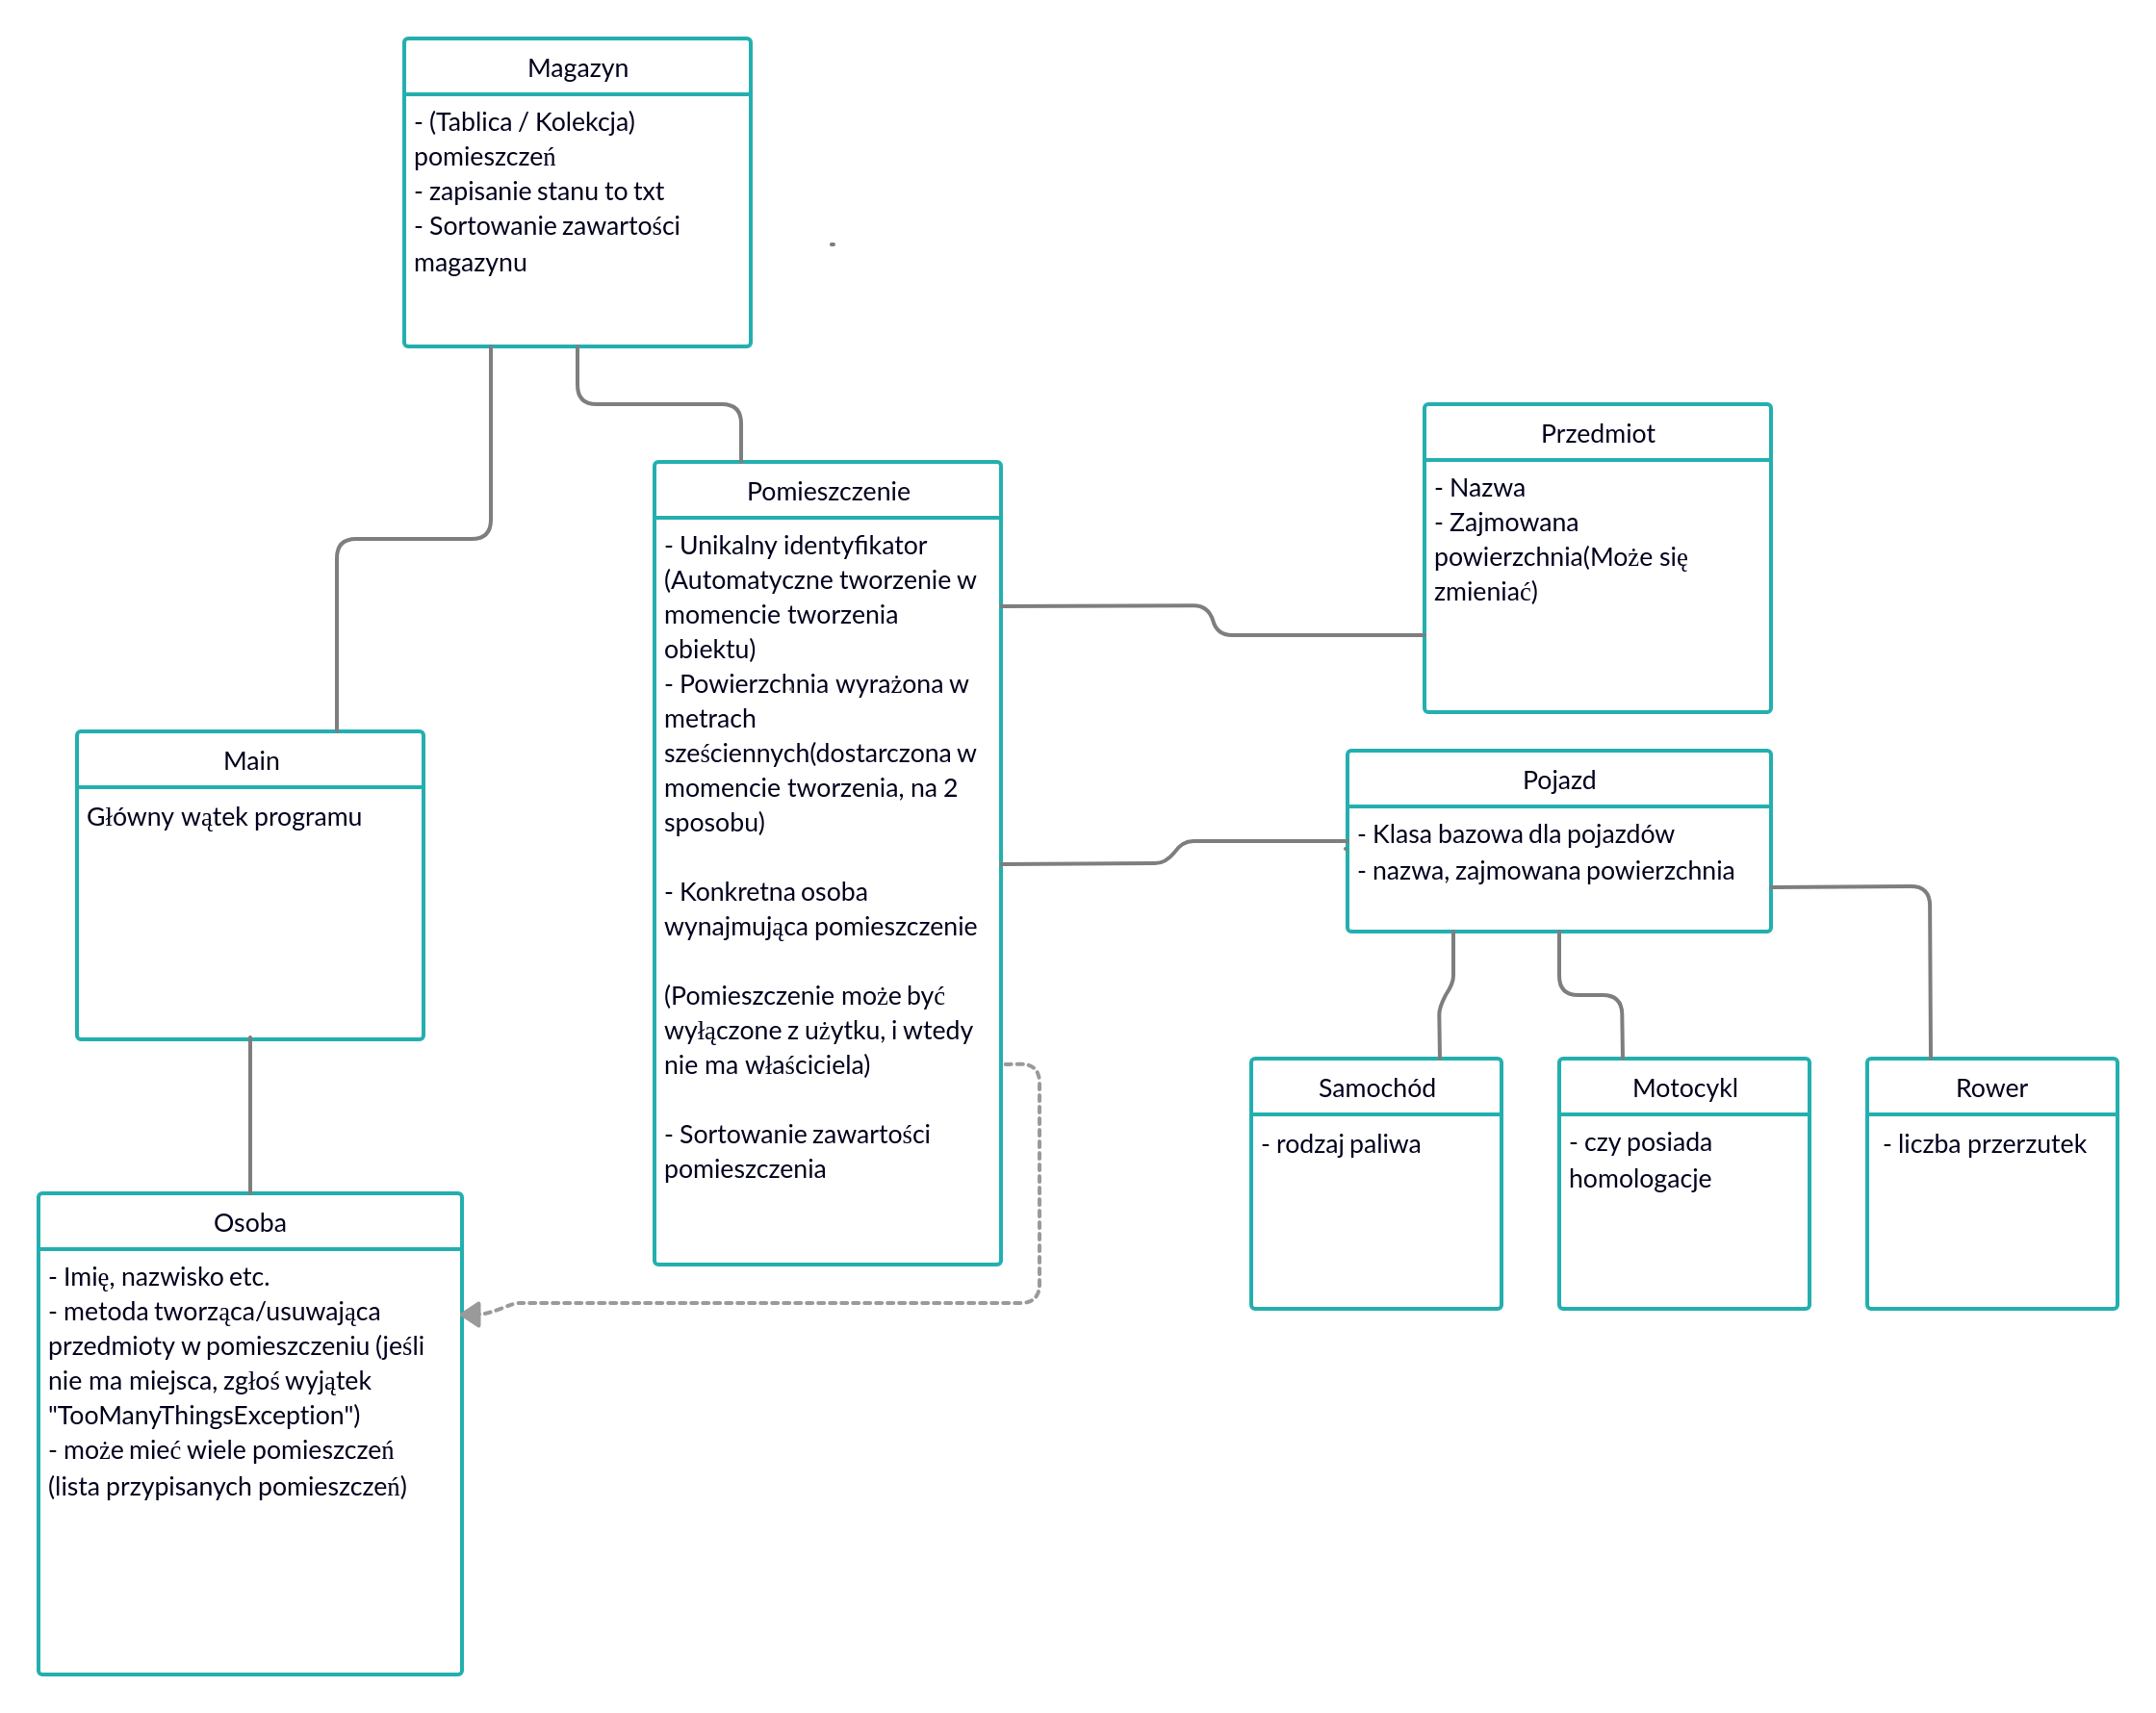 Magazyn
- (Tablica / Kolekcja)
pomieszczeń
- zapisanie stanu to txt
- Sortowanie zawartości
magazynu
Przedmiot
- Nazwa
- Zajmowana
powierzchnia(Może się
zmieniać)
Pomieszczenie
- Unikalny identyfikator
(Automatyczne tworzenie w
momencie tworzenia
obiektu)
- Powierzchnia wyrażona w
metrach
sześciennych(dostarczona w
momencie tworzenia, na 2
sposobu)
- Konkretna osoba
wynajmująca pomieszczenie
(Pomieszczenie może być
wyłączone z użytku, i wtedy
nie ma właściciela)
- Sortowanie zawartości
pomieszczenia
Main
Główny wątek programu
Pojazd
- Klasa bazowa dla pojazdów
- nazwa, zajmowana powierzchnia
Samochód
- rodzaj paliwa
Motocykl
- czy posiada
homologacje
Rower
- liczba przerzutek
Osoba
- Imię, nazwisko etc.
- metoda tworząca/usuwająca
przedmioty w pomieszczeniu (jeśli
nie ma miejsca, zgłoś wyjątek
"TooManyThingsException")
- może mieć wiele pomieszczeń
(lista przypisanych pomieszczeń)